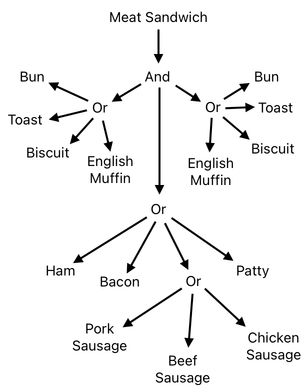 Meat Sandwich
And
Bun
Bun
Or
Or
Toast
Toast
Biscuit
Biscuit
English
Muffin
English
Muffin
Or
Ham
Bacon
Or
Patty
Pork
Sausage
Beef
Sausage
Chicken
Sausage